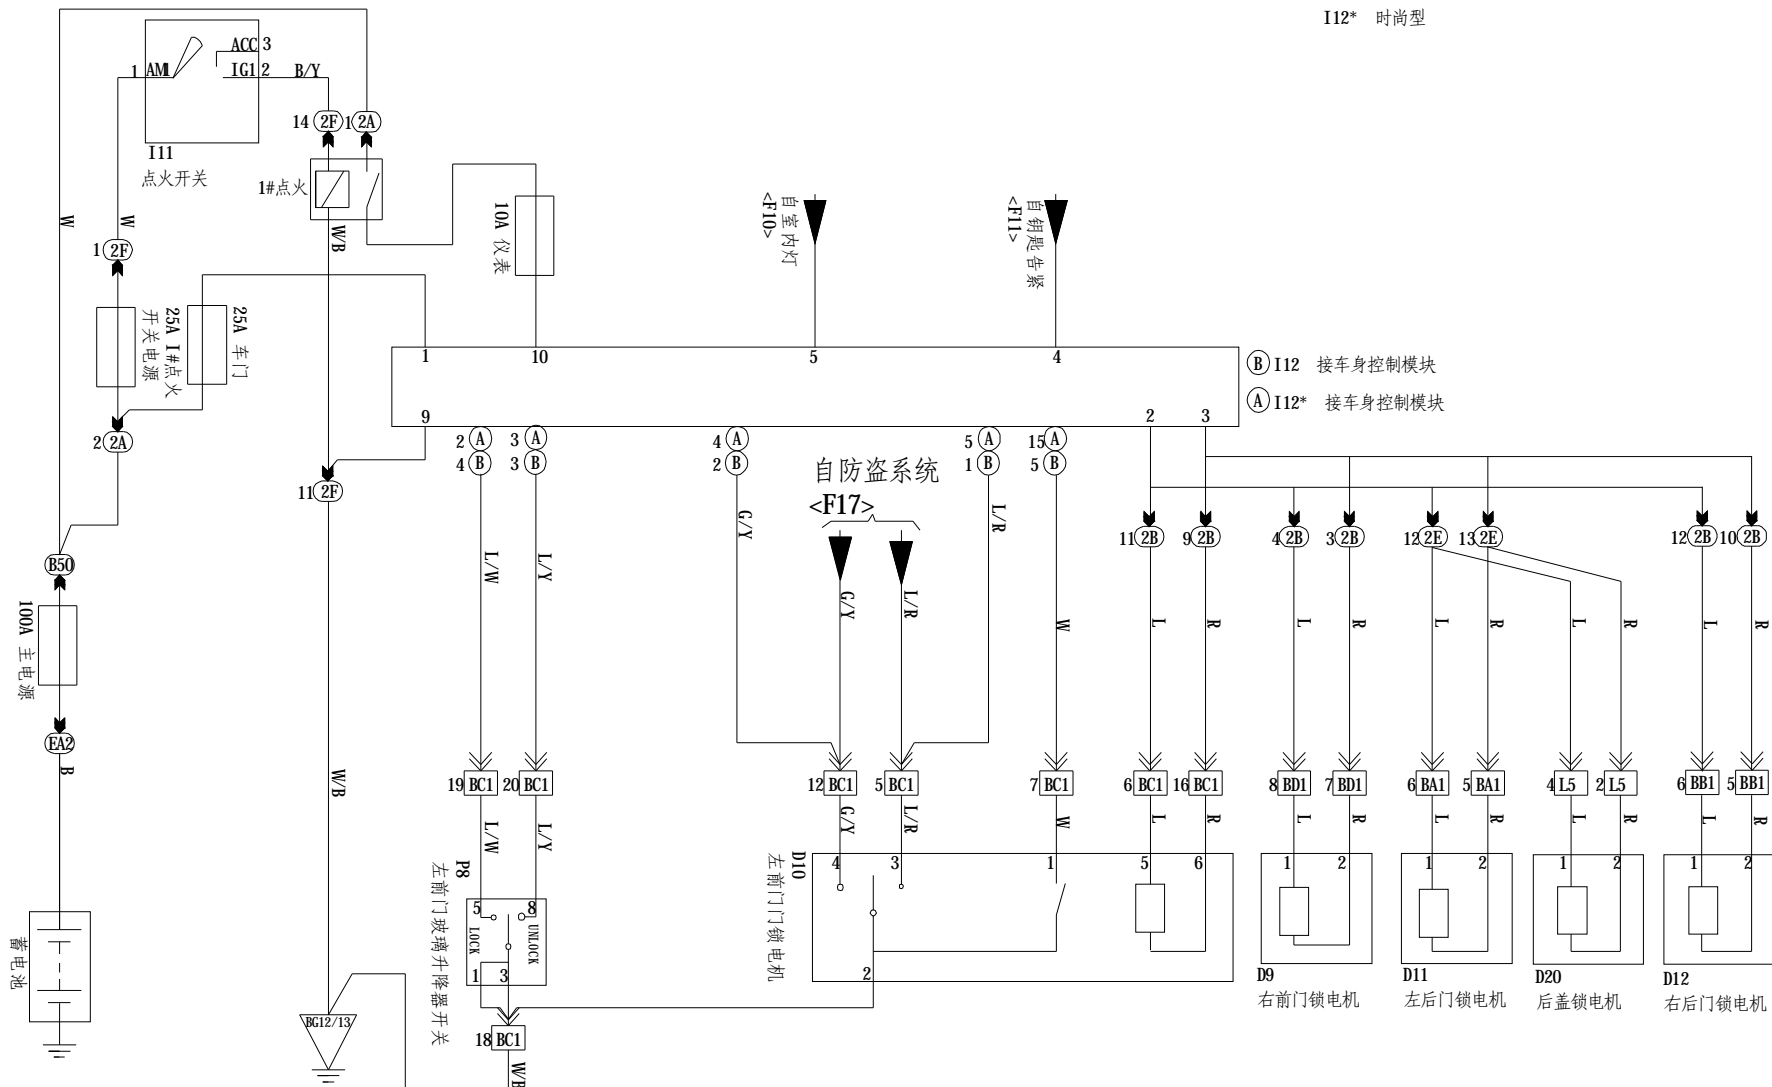 I12* 时尚型
ACC 3
1 AM1 IG1 2 B/Y
14 2F 1 2A
I11
点火开关
1#点火
W
W
W/B
10A 仪表
自室内灯
<F10>
自钥匙告紧
<F11>
1 2F
25A I#点火
开关电源
25A 车门
1 10 5 4
B I12 接车身控制模块
A I12* 接车身控制模块
9 2 3
2 A 3 A 4 A 5 A 15 A
4 B 3 B 2 B 1 B 5 B
2 2A
11 2F
自防盗系统
<F17>
G/Y L/R
11 2B 9 2B 4 2B 3 2B 12 2E 13 2E 12 2B 10 2B
B50
L/W L/Y G/Y L/R W L R L R L R L R L R
100A 主电源
EA2
B
W/B
19 BC1 20 BC1 12 BC1 5 BC1 7 BC1 6 BC1 16 BC1 8 BD1 7 BD1 6 BA1 5 BA1 4 L5 2 L5 6 BB1 5 BB1
L/W L/Y G/Y L/R W L R L R L R L R L R
P8
左前门玻璃升降器开关
5 8
LOCK UNLOCK
1 3
D10
左前门门锁电机
4 3 1 5 6
2
1 2 1 2 1 2 1 2
D9
右前门锁电机
D11
左后门锁电机
D20
后盖锁电机
D12
右后门锁电机
蓄电池
BG12/13
18 BC1
W/B